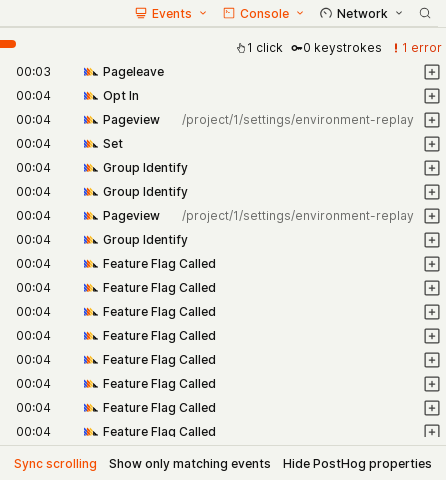 Events Console Network
1 click 0 keystrokes 1 error
00:03 Pageleave
00:04 Opt In
00:04 Pageview /project/1/settings/environment-replay
00:04 Set
00:04 Group Identify
00:04 Group Identify
00:04 Pageview /project/1/settings/environment-replay
00:04 Group Identify
00:04 Feature Flag Called
00:04 Feature Flag Called
00:04 Feature Flag Called
00:04 Feature Flag Called
00:04 Feature Flag Called
00:04 Feature Flag Called
00:04 Feature Flag Called
00:04 Feature Flag Called
Sync scrolling Show only matching events Hide PostHog properties